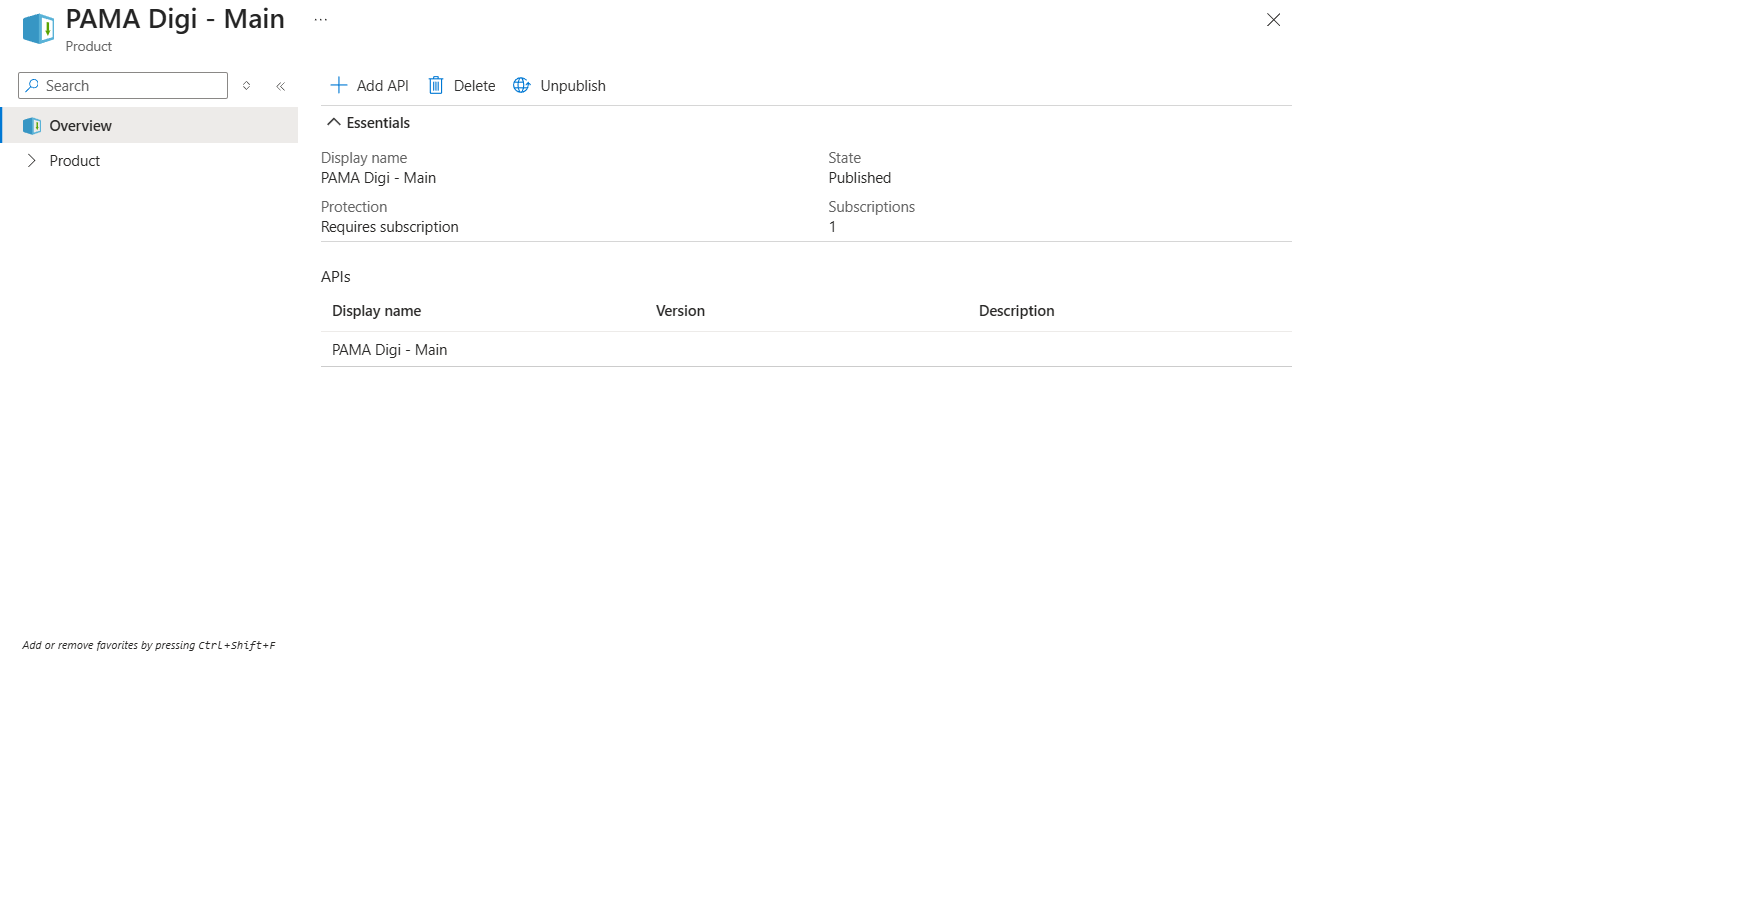 PAMA Digi - Main
...
Product
Search
Add API Delete Unpublish
Overview
Product
Essentials
Display name State
PAMA Digi - Main Published
Protection Subscriptions
Requires subscription 1
APIs
Display name Version Description
PAMA Digi - Main
Add or remove favorites by pressing Ctrl+Shift+F